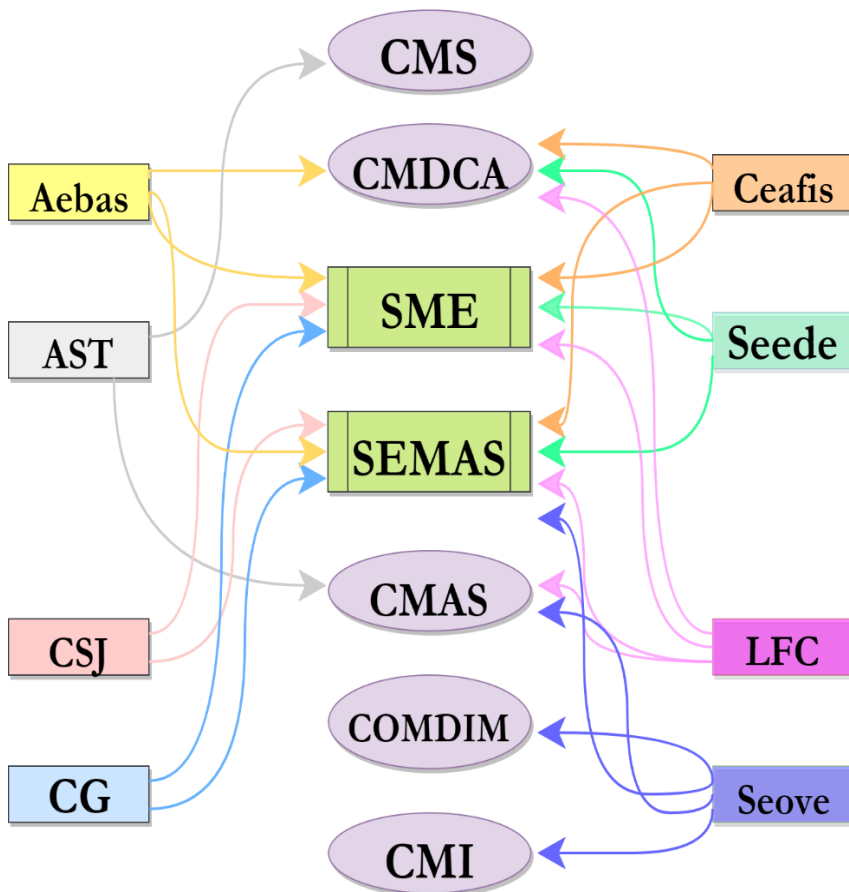 CMS
CMDCA
Aebas
Ceafis
SME
AST
Seede
SEMAS
CMAS
CSJ
LFC
COMDIM
CG
Seove
CMI